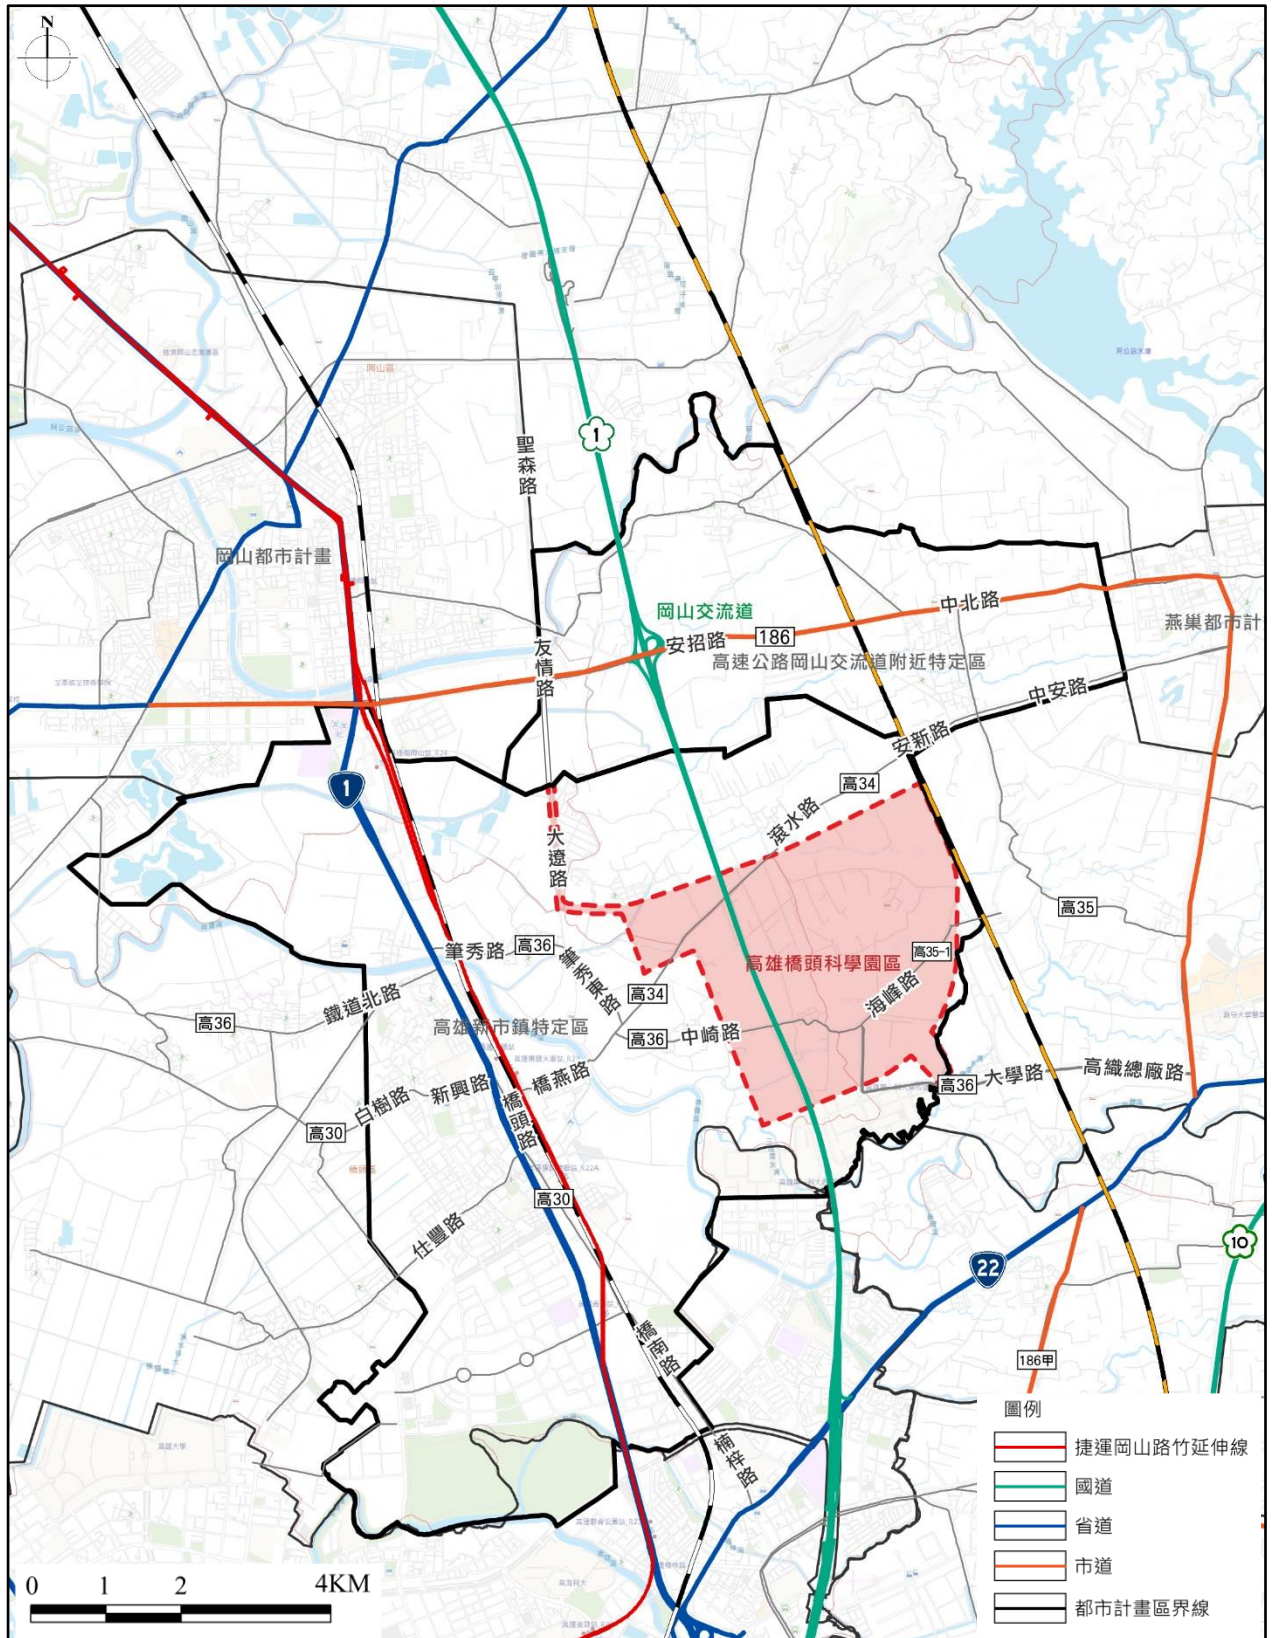 N
岡山區
聖森路
1
岡山都市計畫
岡山交流道
中北路
186
安招路
燕巢都市計
友情路
高速公路岡山交流道附近特定區
中安路
安新路
1
高34
滾水路
大遼路
高35
筆秀路
高36
高35-1
筆秀東路
高雄橋頭科學園區
海峰路
高34
鐵道北路
高36
高雄新市鎮特定區
高36
中崎路
高織總廠路
大學路
高36
新興路
橋燕路
白樹路
橋頭路
高30
橋頭區
高30
仕豐路
10
22
橋南路
186甲
楠梓路
圖例
捷運岡山路竹延伸線
國道
省道
市道
都市計畫區界線
0 1 2 4KM